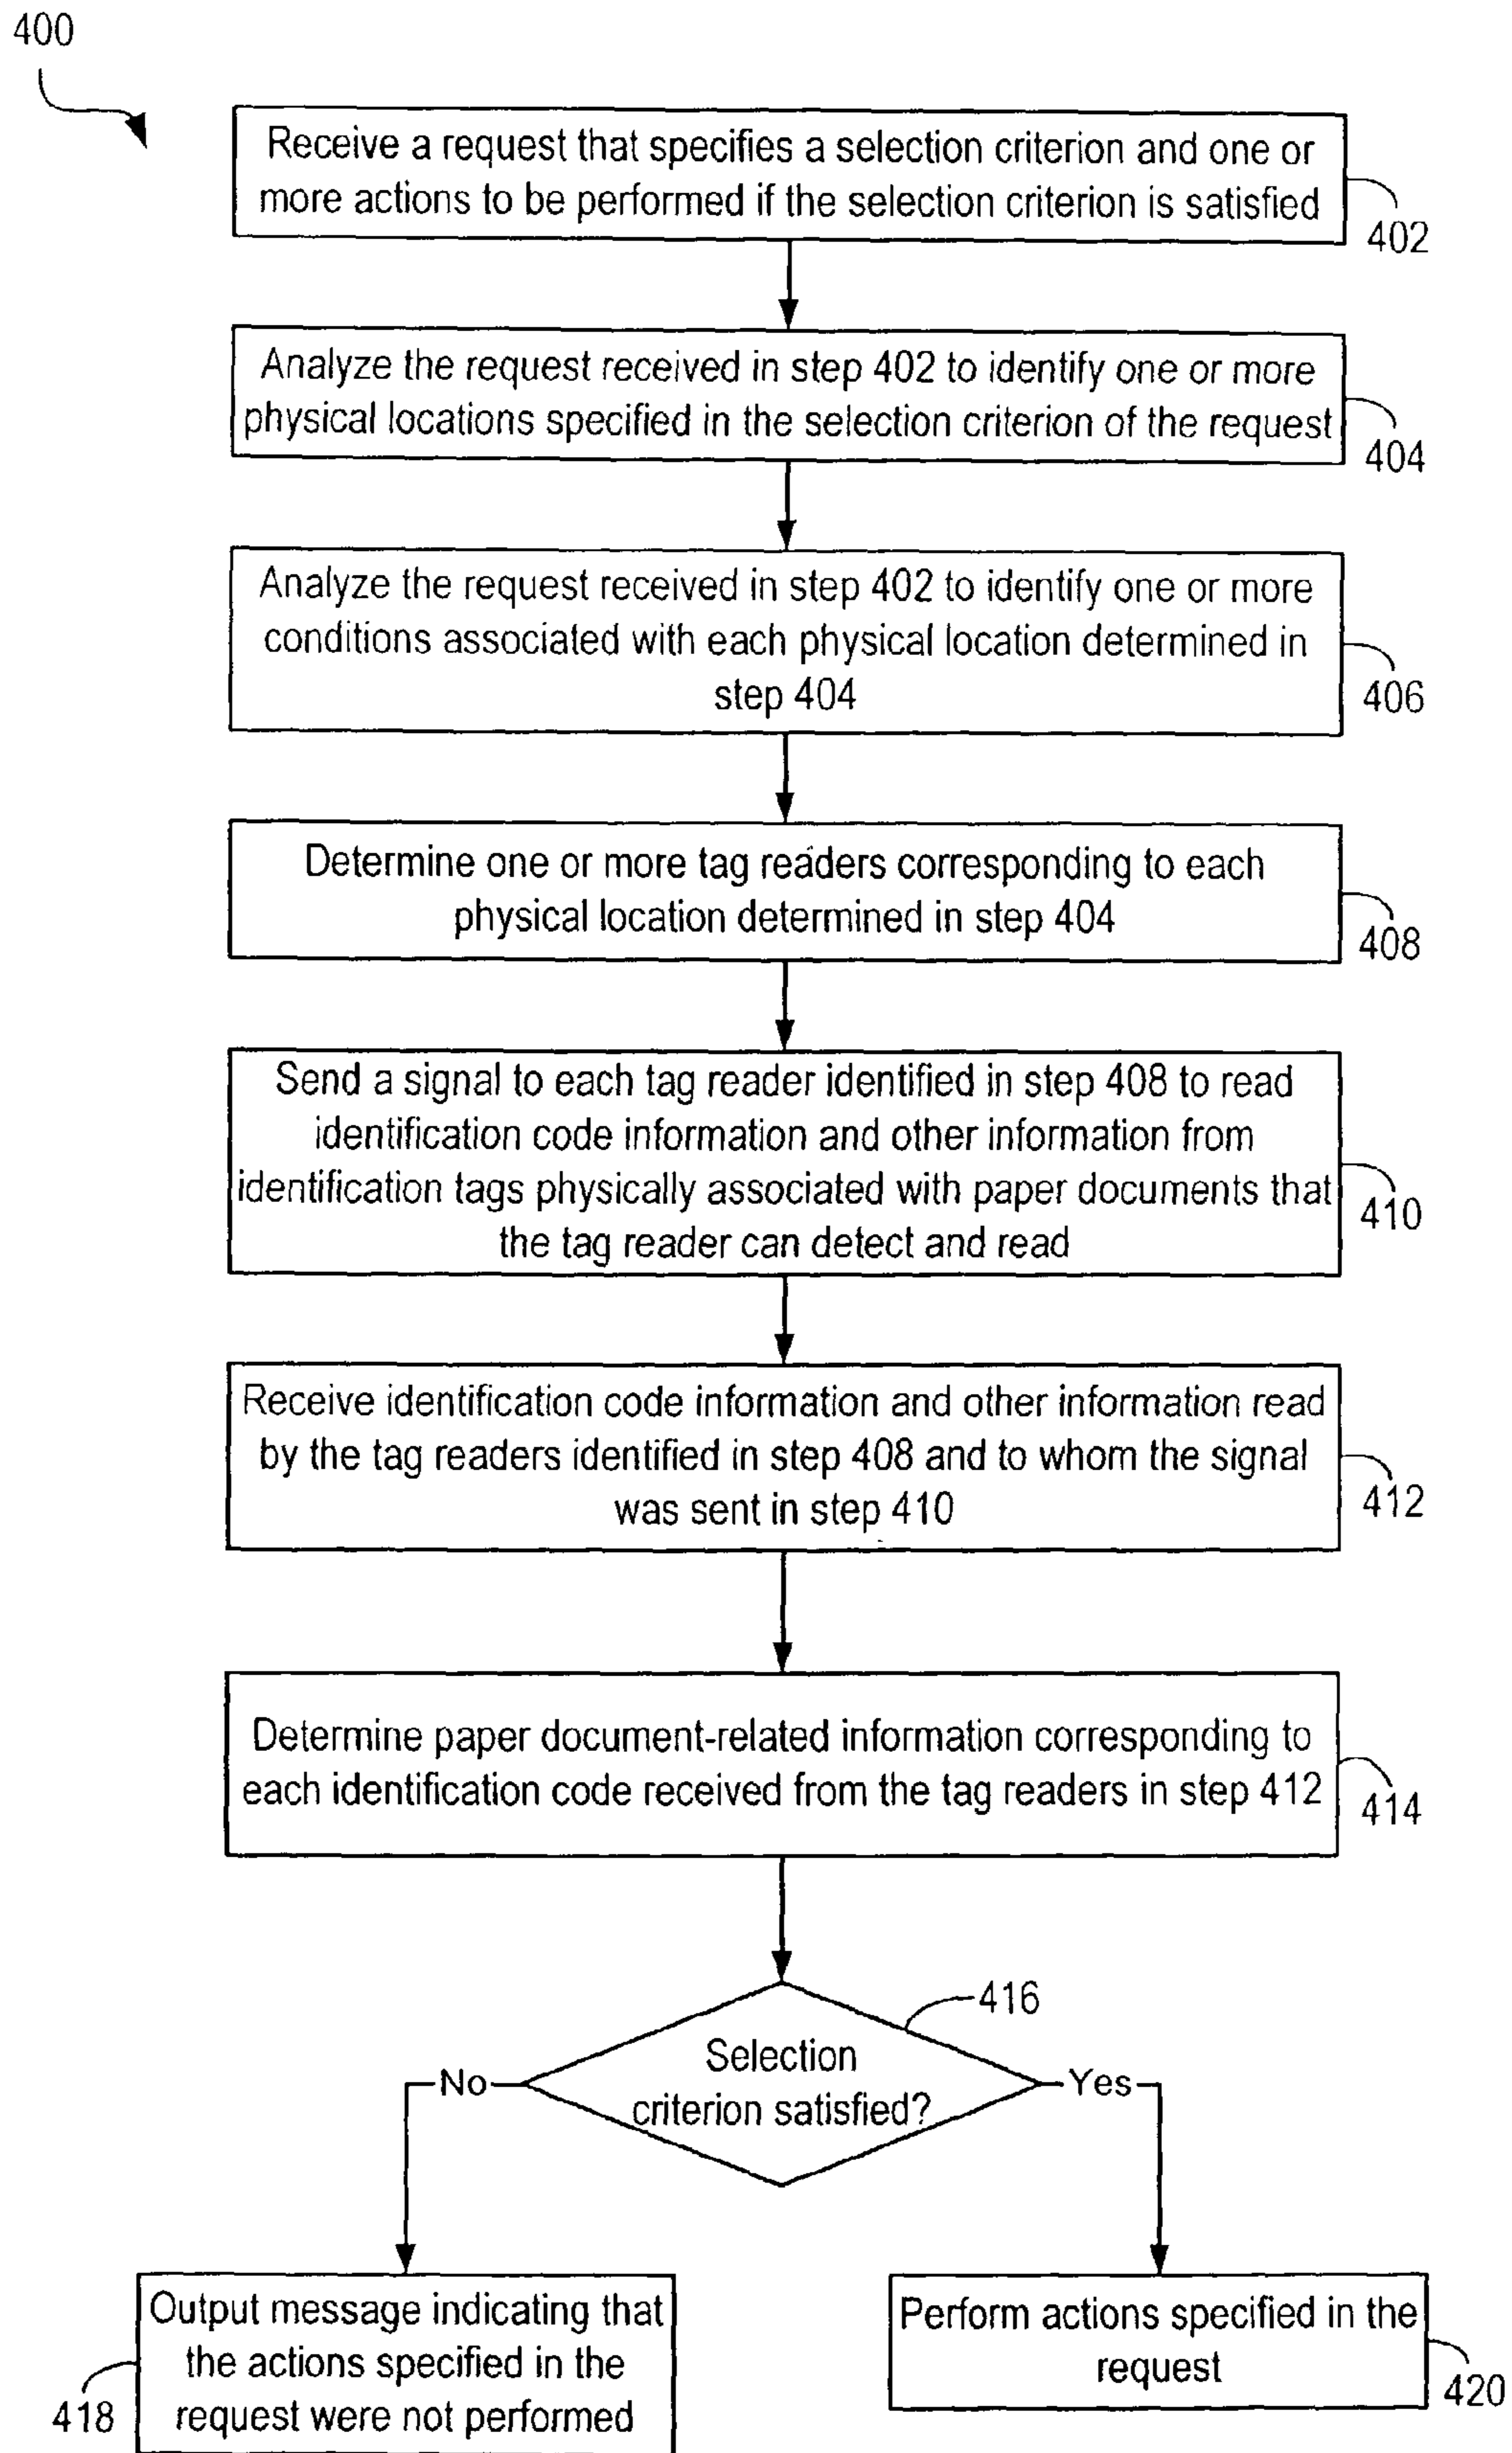 400
Receive a request that specifies a selection criterion and one or
more actions to be performed if the selection criterion is satisfied
402
Analyze the request received in step 402 to identify one or more
physical locations specified in the selection criterion of the request
404
Analyze the request received in step 402 to identify one or more
conditions associated with each physical location determined in
step 404
406
Determine one or more tag readers corresponding to each
physical location determined in step 404
408
Send a signal to each tag reader identified in step 408 to read
identification code information and other information from
identification tags physically associated with paper documents that
the tag reader can detect and read
410
Receive identification code information and other information read
by the tag readers identified in step 408 and to whom the signal
was sent in step 410
412
Determine paper document-related information corresponding to
each identification code received from the tag readers in step 412
414
416
Selection
criterion satisfied?
No
Yes
Output message indicating that
the actions specified in the
request were not performed
418
Perform actions specified in the
request
420